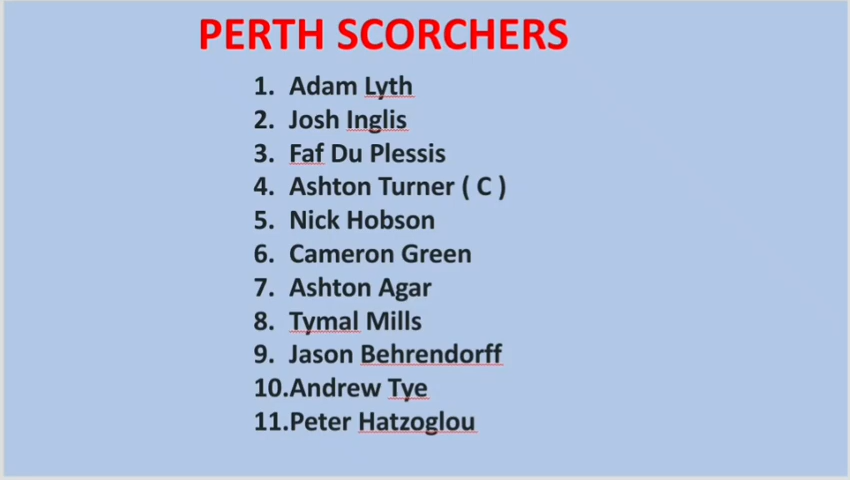 PERTH SCORCHERS
1. Adam Lyth
2. Josh Inglis
3. Faf Du Plessis
4. Ashton Turner ( C )
5. Nick Hobson
6. Cameron Green
7. Ashton Agar
8. Tymal Mills
9. Jason Behrendorff
10.Andrew Tye
11.Peter Hatzoglou